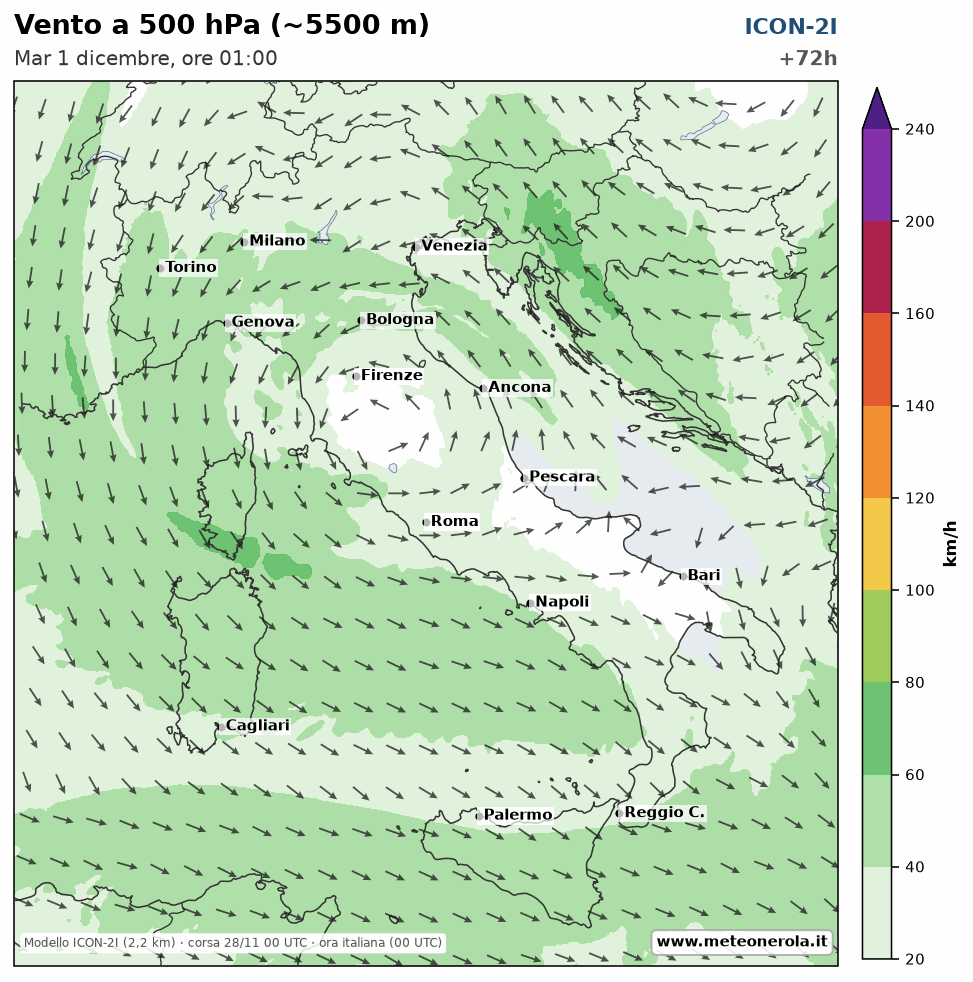 Vento a 500 hPa (~5500 m)
ICON-2I
Mar 1 dicembre, ore 01:00
+72h
240
200
160
140
120
100
80
60
40
20
km/h
Milano
Venezia
Torino
Genova
Bologna
Firenze
Ancona
Pescara
Roma
Bari
Napoli
Cagliari
Palermo
Reggio C.
Modello ICON-2I (2,2 km) · corsa 28/11 00 UTC · ora italiana (00 UTC)
www.meteonerola.it